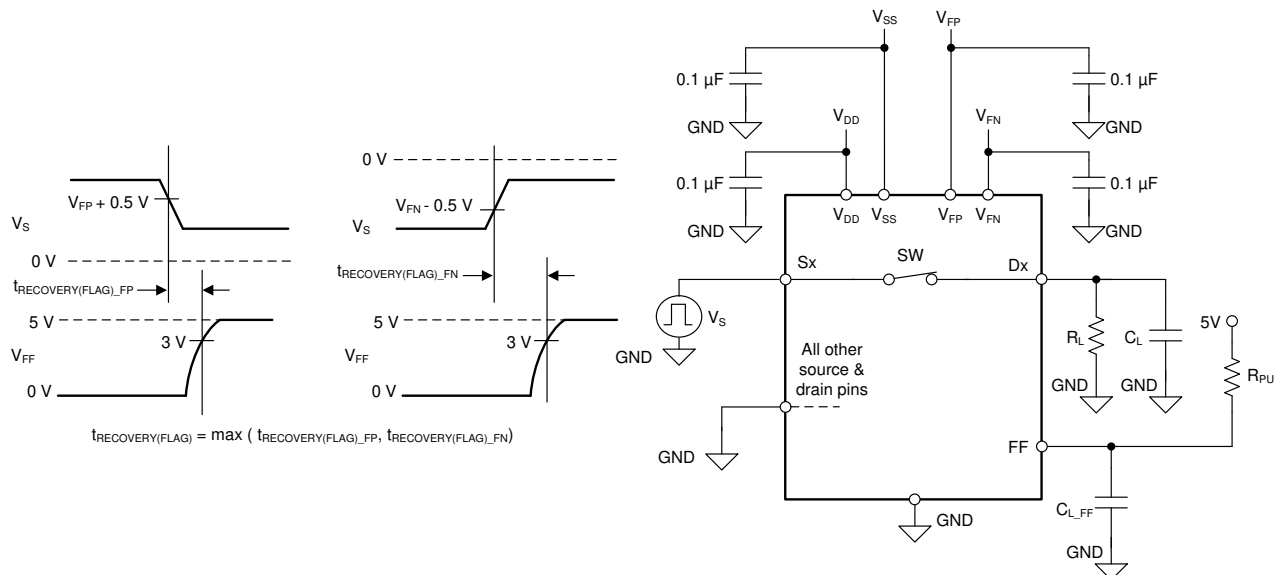 V_FP + 0.5 V
V_S
0 V
t_RECOVERY(FLAG)_FP
5 V
3 V
V_FF
0 V
0 V
V_FN - 0.5 V
V_S
t_RECOVERY(FLAG)_FN
5 V
3 V
V_FF
0 V
t_RECOVERY(FLAG) = max ( t_RECOVERY(FLAG)_FP, t_RECOVERY(FLAG)_FN)
V_SS
V_FP
0.1 µF
0.1 µF
GND
V_DD
V_FN
GND
0.1 µF
0.1 µF
GND
V_DD
V_SS
V_FP
V_FN
GND
Sx
SW
Dx
V_S
GND
R_L
C_L
GND
GND
5V
R_PU
All other
source &
drain pins
GND
FF
GND
C_L_FF
GND